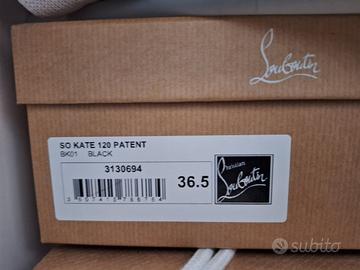 Louboutin
SO KATE 120 PATENT
BK01 BLACK
3130694
36.5
Christian
Louboutin
subito